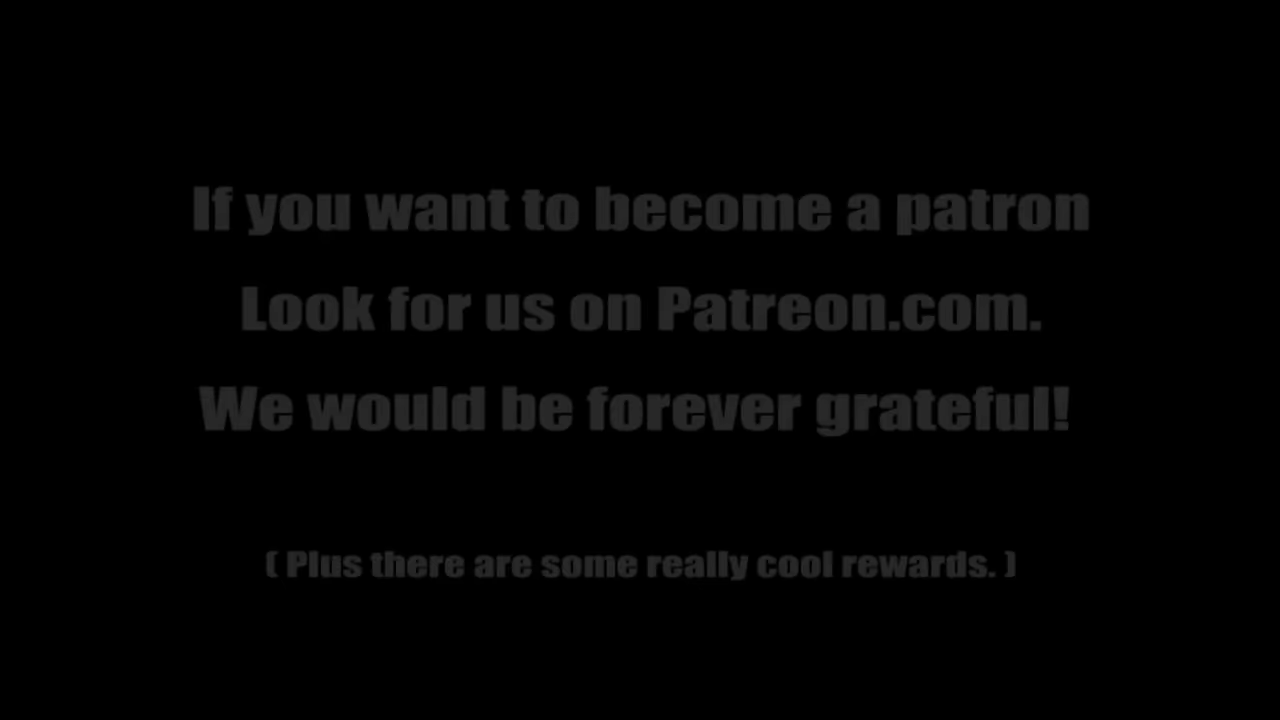 If you want to become a patron
Look for us on Patreon.com.
We would be forever grateful!
( Plus there are some really cool rewards. )